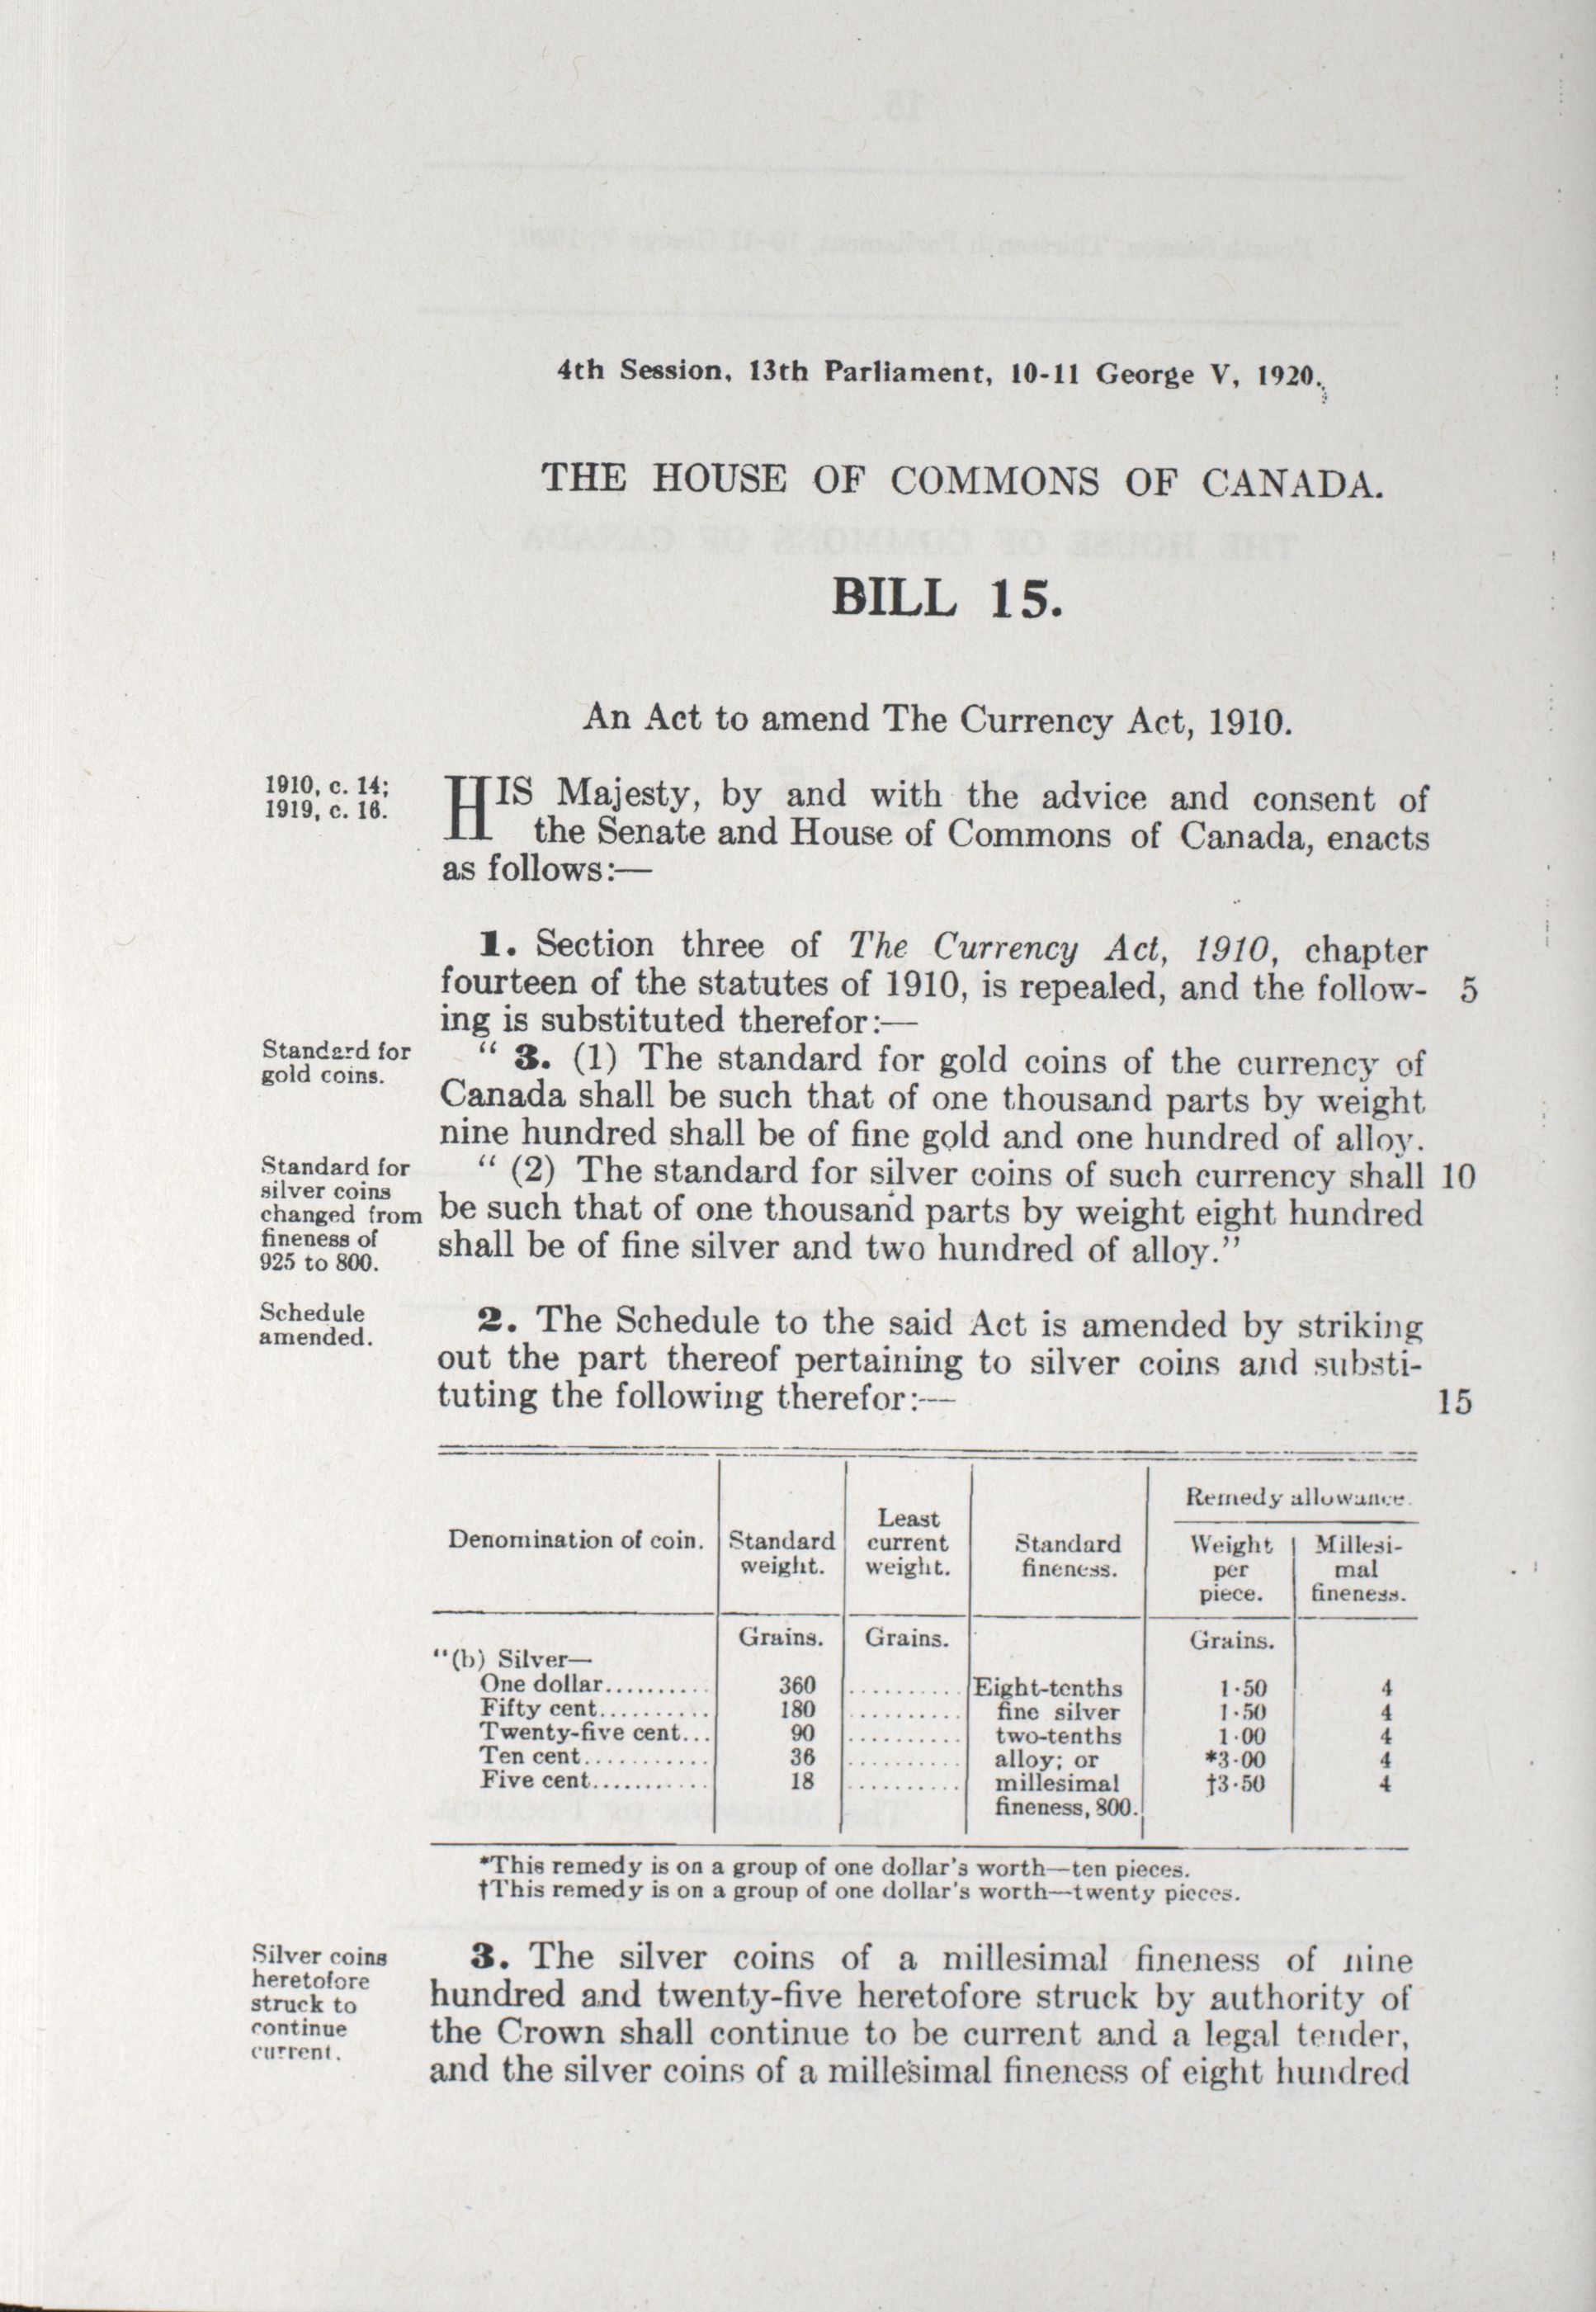 4th Session, 13th Parliament, 10-11 George V, 1920.
THE HOUSE OF COMMONS OF CANADA.
BILL 15.
An Act to amend The Currency Act, 1910.
1910, c. 14;
1919, c. 16.
HIS Majesty, by and with the advice and consent of
the Senate and House of Commons of Canada, enacts
as follows:—
1. Section three of The Currency Act, 1910, chapter
fourteen of the statutes of 1910, is repealed, and the follow- 5
ing is substituted therefor:—
Standard for
gold coins.
"3. (1) The standard for gold coins of the currency of
Canada shall be such that of one thousand parts by weight
nine hundred shall be of fine gold and one hundred of alloy.
Standard for
silver coins
changed from
fineness of
925 to 800.
"(2) The standard for silver coins of such currency shall 10
be such that of one thousand parts by weight eight hundred
shall be of fine silver and two hundred of alloy."
Schedule
amended.
2. The Schedule to the said Act is amended by striking
out the part thereof pertaining to silver coins and substi-
tuting the following therefor:— 15
Denomination of coin.
Standard
weight.
Least
current
weight.
Standard
fineness.
Remedy allowance.
Weight
per
piece.
Millesi-
mal
fineness.
Grains. Grains. Grains.
"(b) Silver—
One dollar.......... 360 .......... Eight-tenths 1·50 4
Fifty cent.......... 180 .......... fine silver 1·50 4
Twenty-five cent... 90 .......... two-tenths 1·00 4
Ten cent........... 36 .......... alloy; or *3·00 4
Five cent........... 18 .......... millesimal †3·50 4
fineness, 800.
*This remedy is on a group of one dollar's worth—ten pieces.
†This remedy is on a group of one dollar's worth—twenty pieces.
Silver coins
heretofore
struck to
continue
current.
3. The silver coins of a millesimal fineness of nine
hundred and twenty-five heretofore struck by authority of
the Crown shall continue to be current and a legal tender,
and the silver coins of a millesimal fineness of eight hundred